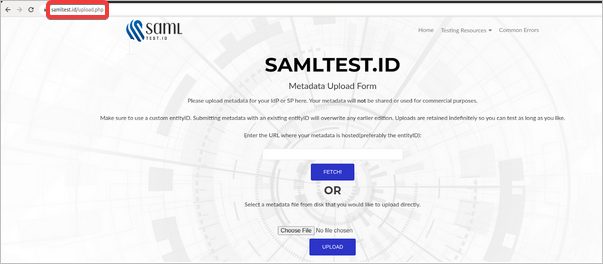 samltest.id/upload.php
SAML
TEST.ID
Home Testing Resources Common Errors
SAMLTEST.ID
Metadata Upload Form
Please upload metadata for your IdP or SP here. Your metadata will not be shared or used for commercial purposes.
Make sure to use a custom entityID. Submitting metadata with an existing entityID will overwrite any earlier edition. Uploads are retained indefinitely so you can test as long as you like.
Enter the URL where your metadata is hosted(preferably the entityID):
FETCH!
OR
Select a metadata file from disk that you would like to upload directly.
Choose File No file chosen
UPLOAD